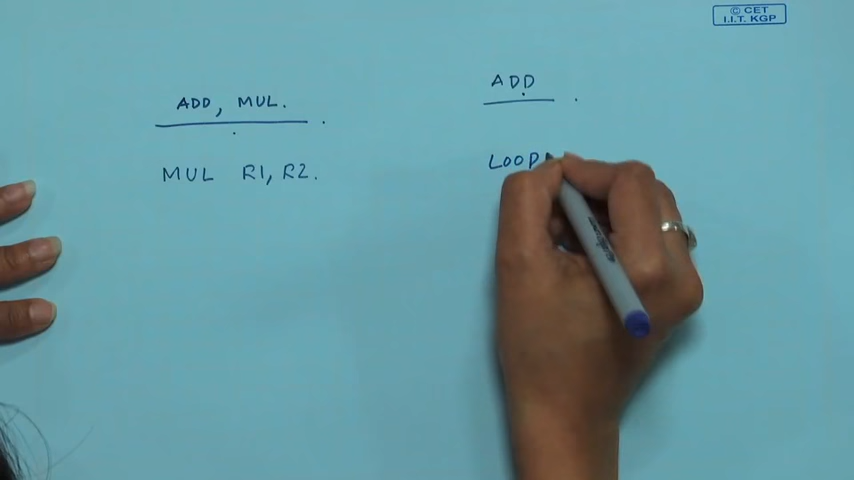 © CET
I.I.T. KGP
ADD, MUL.
MUL R1, R2.
ADD
LOOP